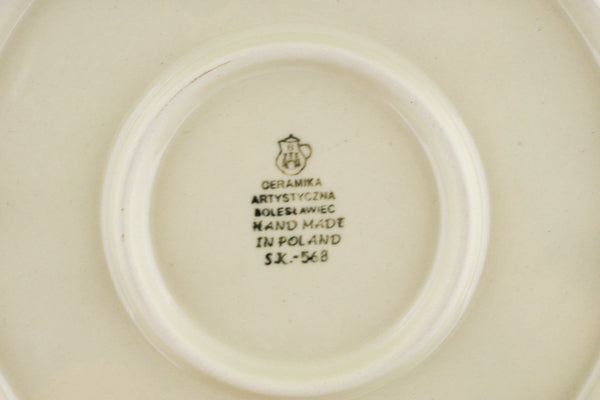 B
CERAMIKA
ARTYSTYCZNA
BOLESŁAWIEC
HAND MADE
IN POLAND
S.K.-568